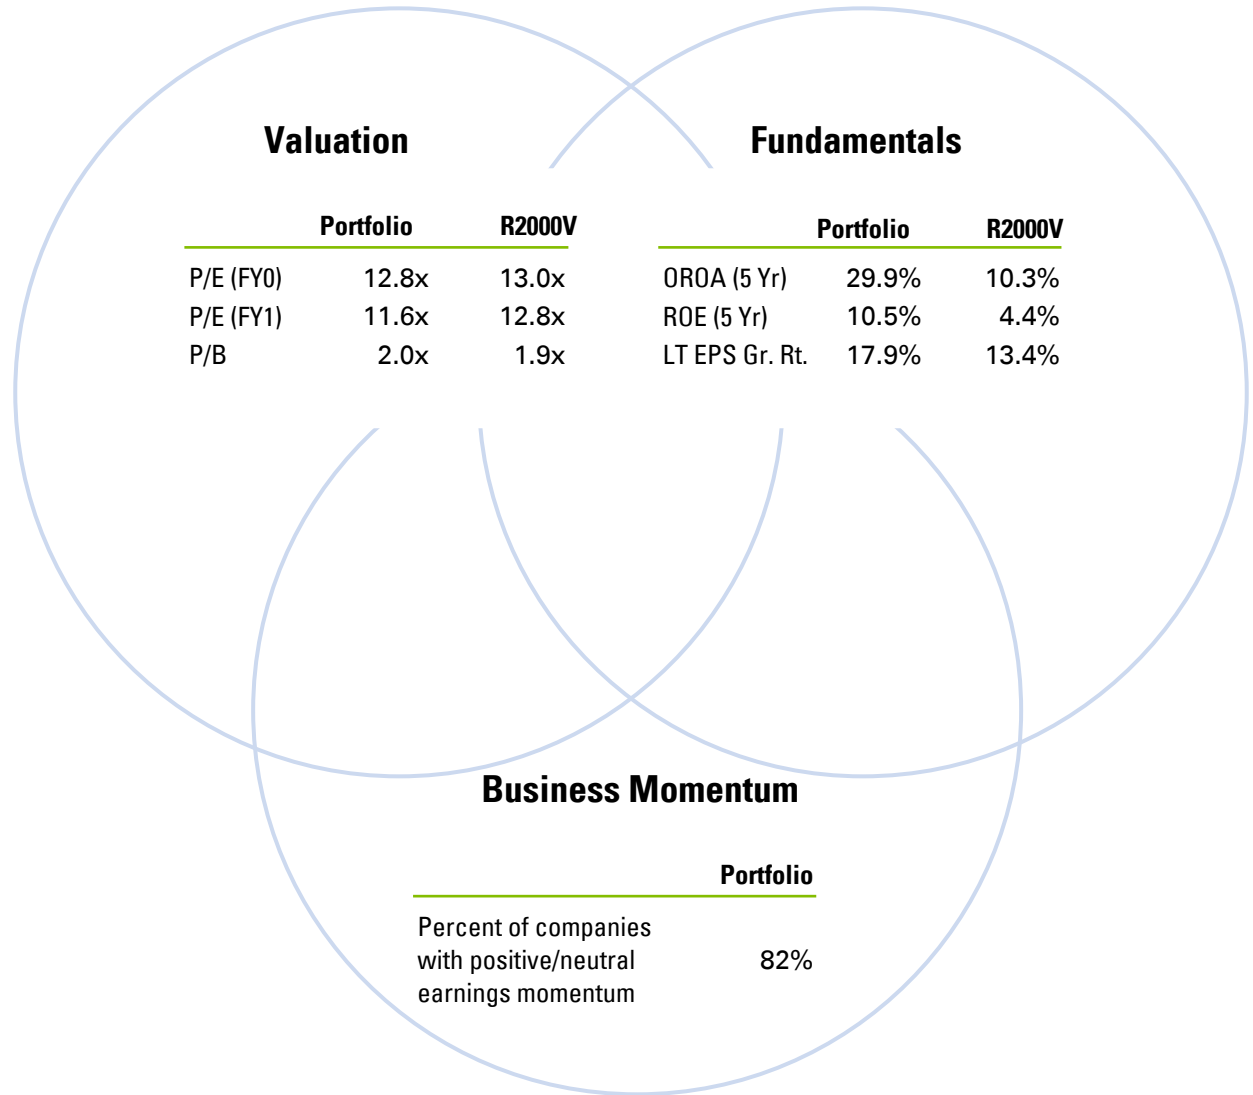 Valuation
Portfolio R2000V
P/E (FY0) 12.8x 13.0x
P/E (FY1) 11.6x 12.8x
P/B 2.0x 1.9x
Fundamentals
Portfolio R2000V
OROA (5 Yr) 29.9% 10.3%
ROE (5 Yr) 10.5% 4.4%
LT EPS Gr. Rt. 17.9% 13.4%
Business Momentum
Portfolio
Percent of companies
with positive/neutral 82%
earnings momentum